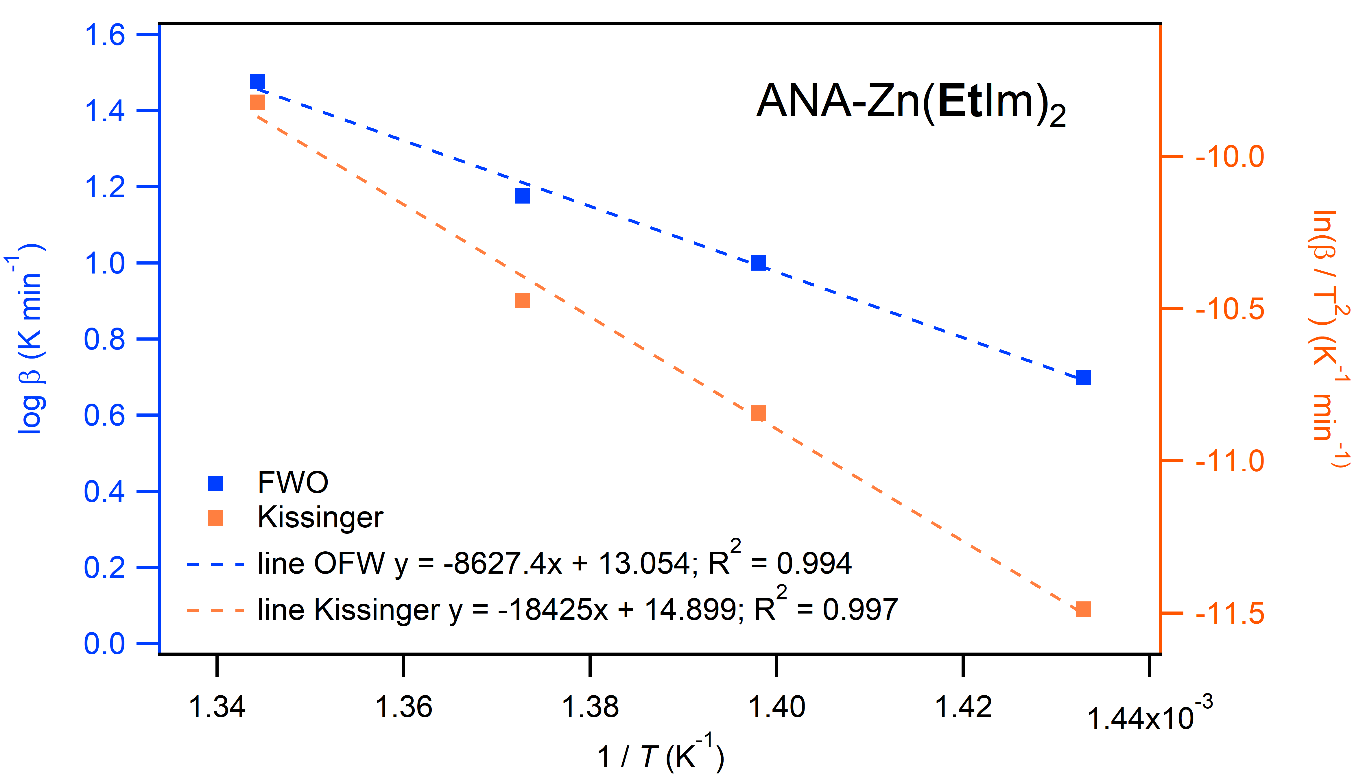 ANA-Zn(EtIm)₂
log β (K min⁻¹)
1.6
1.4
1.2
1.0
0.8
0.6
0.4
0.2
0.0
-10.0
-10.5
-11.0
-11.5
ln(β / T²) (K⁻¹ min⁻¹)
FWO
Kissinger
line OFW y = -8627.4x + 13.054; R² = 0.994
line Kissinger y = -18425x + 14.899; R² = 0.997
1.34 1.36 1.38 1.40 1.42 1.44x10⁻³
1 / T (K⁻¹)